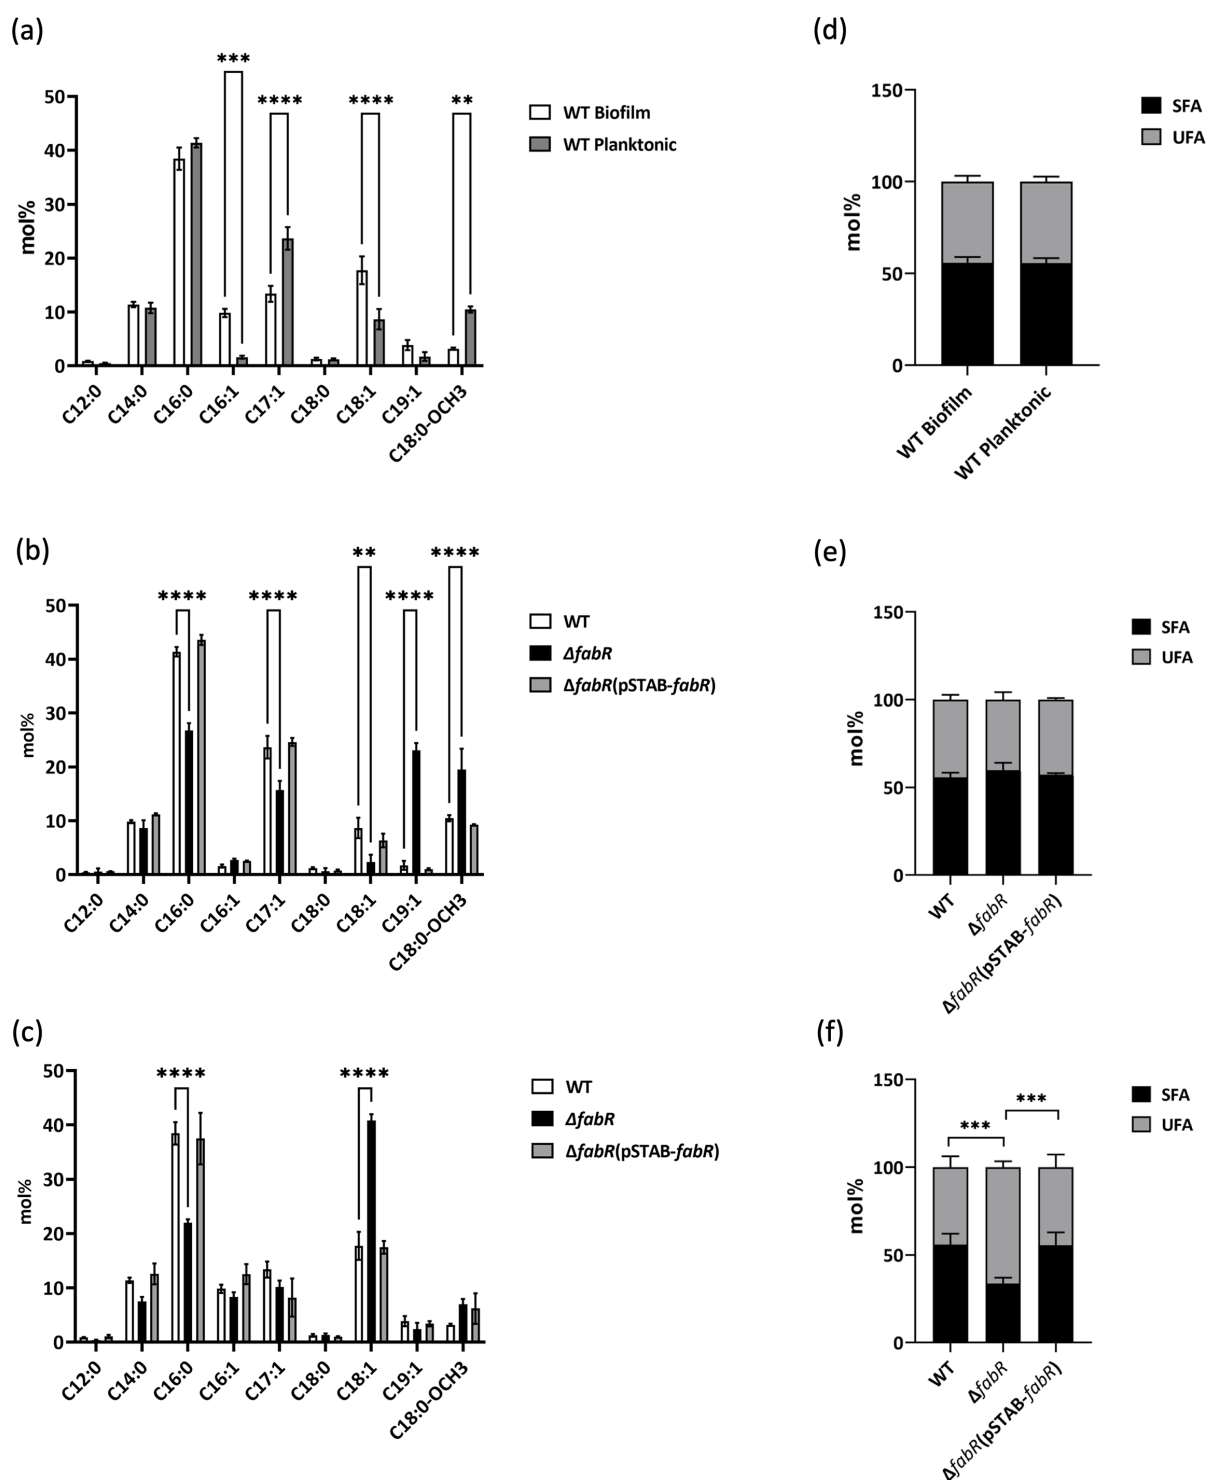 (a)
***
****
****
**
50
40
30
20
10
0
mol%
C12:0
C14:0
C16:0
C16:1
C17:1
C18:0
C18:1
C19:1
C18:0-OCH3
WT Biofilm
WT Planktonic
(d)
150
100
50
0
mol%
WT Biofilm
WT Planktonic
SFA
UFA
(b)
****
****
**
****
****
50
40
30
20
10
0
mol%
C12:0
C14:0
C16:0
C16:1
C17:1
C18:0
C18:1
C19:1
C18:0-OCH3
WT
ΔfabR
ΔfabR(pSTAB-fabR)
(e)
150
100
50
0
mol%
WT
ΔfabR
ΔfabR(pSTAB-fabR)
SFA
UFA
(c)
****
****
50
40
30
20
10
0
mol%
C12:0
C14:0
C16:0
C16:1
C17:1
C18:0
C18:1
C19:1
C18:0-OCH3
WT
ΔfabR
ΔfabR(pSTAB-fabR)
(f)
***
***
150
100
50
0
mol%
WT
ΔfabR
ΔfabR(pSTAB-fabR)
SFA
UFA